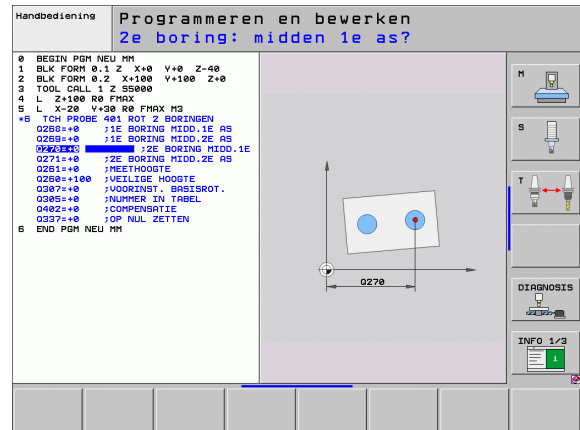 Handbediening
Programmeren en bewerken
2e boring: midden 1e as?
0 BEGIN PGM NEU MM
1 BLK FORM 0.1 Z X+0 Y+0 Z-40
2 BLK FORM 0.2 X+100 Y+100 Z+0
3 TOOL CALL 1 Z S5000
4 L Z+100 R0 FMAX
5 L X-20 Y+30 R0 FMAX M3
*6 TCH PROBE 401 ROT 2 BORINGEN
Q268=+0 ;1E BORING MIDD.1E AS
Q269=+0 ;1E BORING MIDD.2E AS
Q270=+0 ;2E BORING MIDD.1E
Q271=+0 ;2E BORING MIDD.2E AS
Q261=+0 ;MEETHOOGTE
Q260=+100 ;VEILIGE HOOGTE
Q307=+0 ;VOORINST. BASISROT.
Q305=+0 ;NUMMER IN TABEL
Q402=+0 ;COMPENSATIE
Q337=+0 ;OP NUL ZETTEN
6 END PGM NEU MM
Q270
M
S
T
DIAGNOSIS
INFO 1/3
i